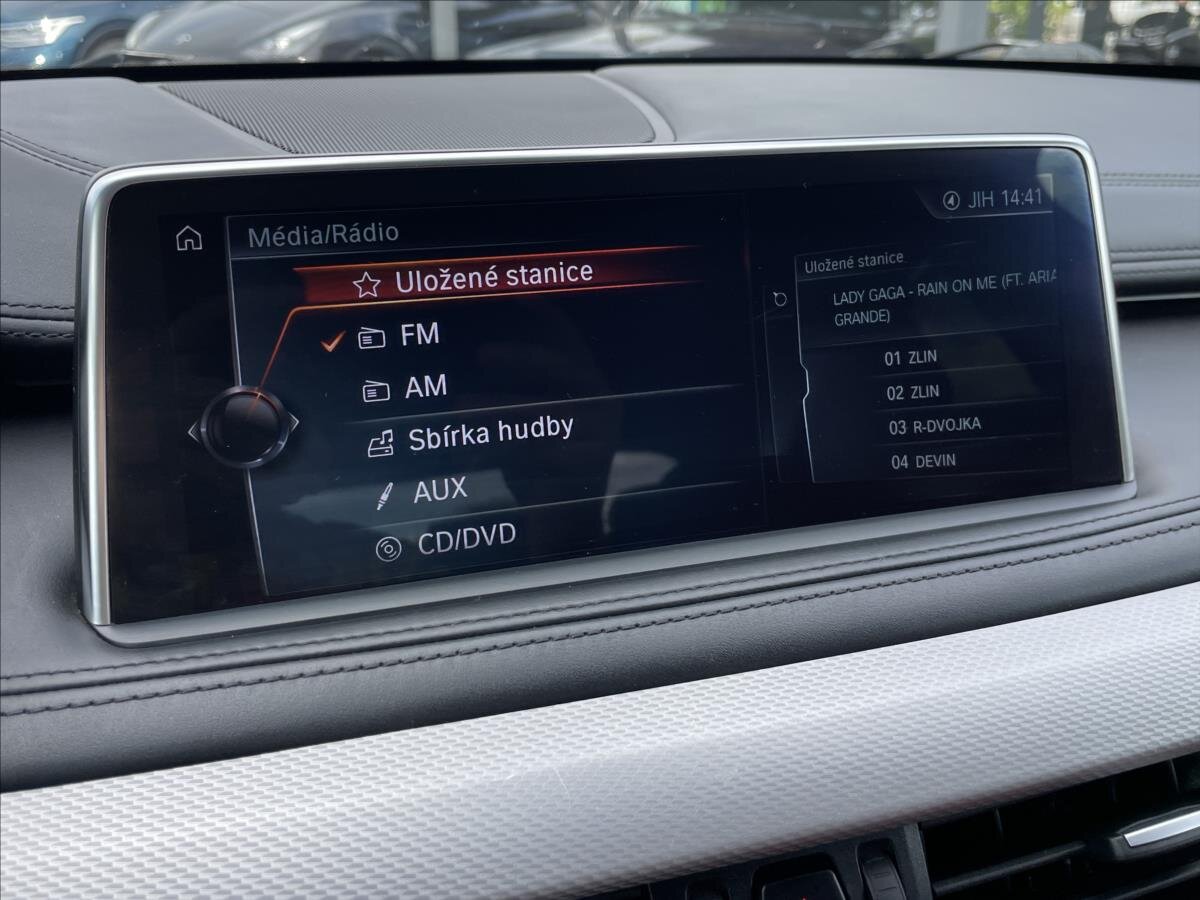 Média/Rádio
Uložené stanice
FM
AM
Sbírka hudby
AUX
CD/DVD
JIH 14:41
Uložené stanice
LADY GAGA - RAIN ON ME (FT. ARIA
GRANDE)
01 ZLIN
02 ZLIN
03 R-DVOJKA
04 DEVIN